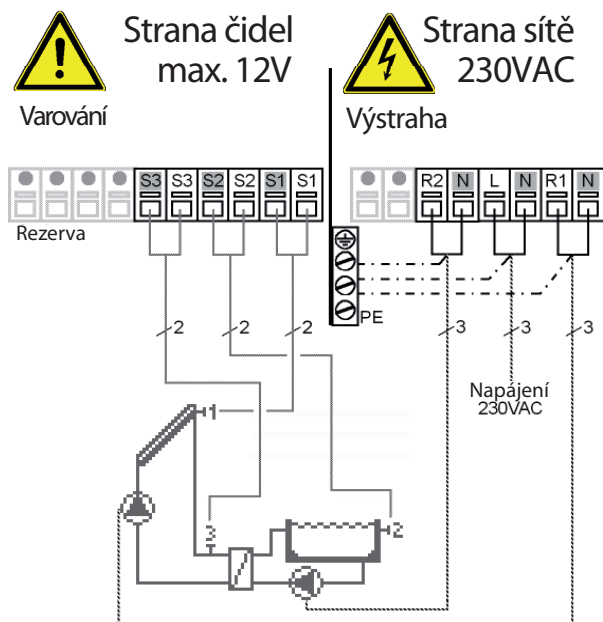 Strana čidel
max. 12V
Varování
Strana sítě
230VAC
Výstraha
S3 S3 S2 S2 S1 S1
R2 N L N R1 N
Rezerva
PE
2 2 2
3 3 3
Napájení
230VAC
1
3
2